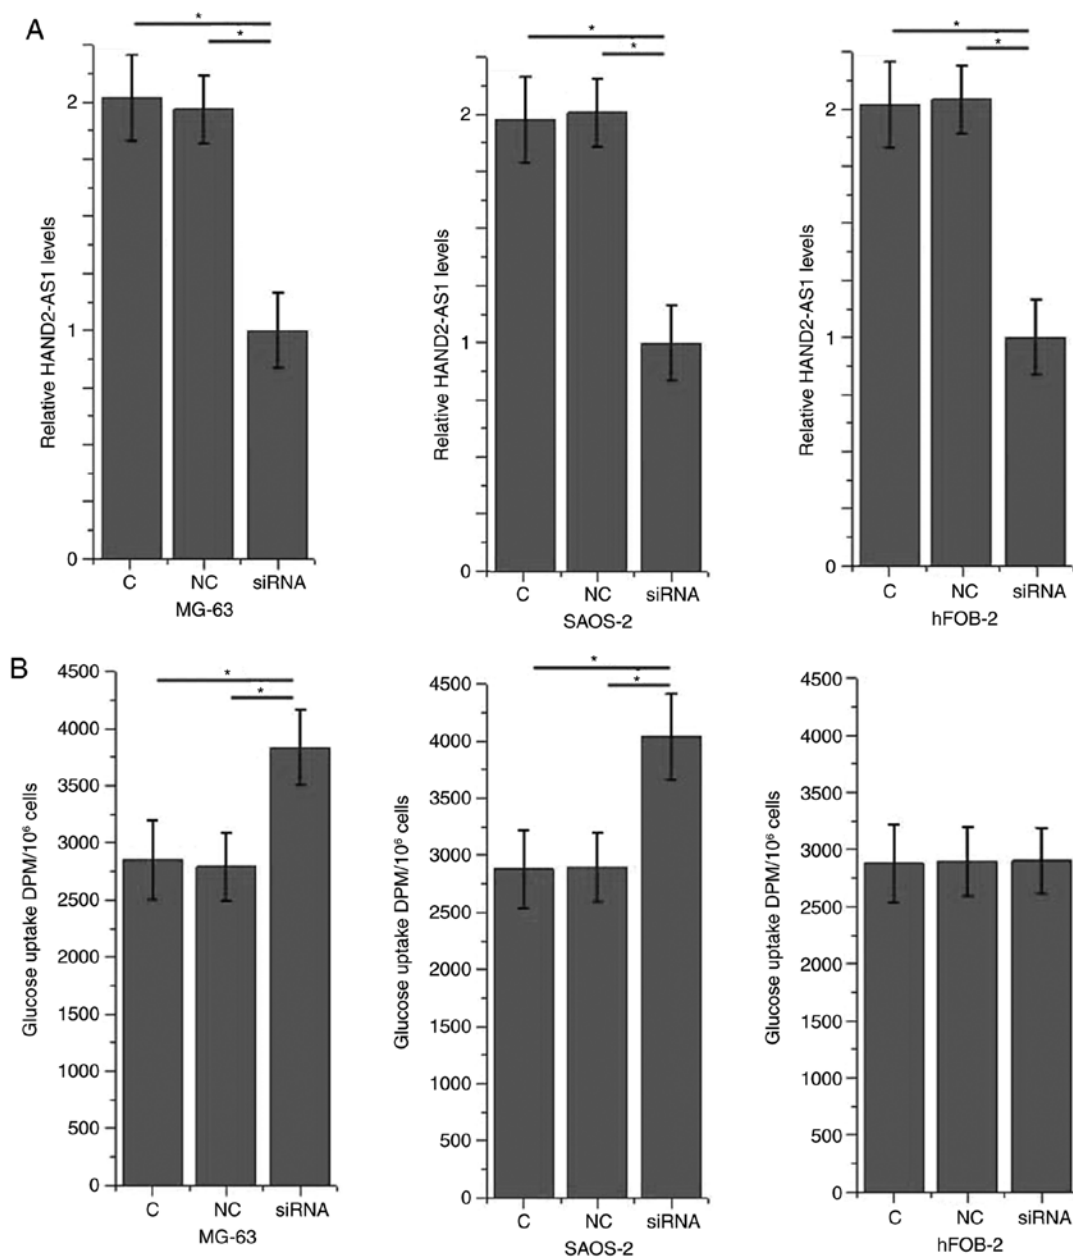 A
* * *
* * *
Relative HAND2-AS1 levels
2
1
0
C NC siRNA
MG-63
Relative HAND2-AS1 levels
2
1
0
C NC siRNA
SAOS-2
Relative HAND2-AS1 levels
2
1
0
C NC siRNA
hFOB-2
B
* *
* *
Glucose uptake DPM/10⁶ cells
4500
4000
3500
3000
2500
2000
1500
1000
500
0
C NC siRNA
MG-63
Glucose uptake DPM/10⁶ cells
4500
4000
3500
3000
2500
2000
1500
1000
500
0
C NC siRNA
SAOS-2
Glucose uptake DPM/10⁶ cells
4500
4000
3500
3000
2500
2000
1500
1000
500
0
C NC siRNA
hFOB-2